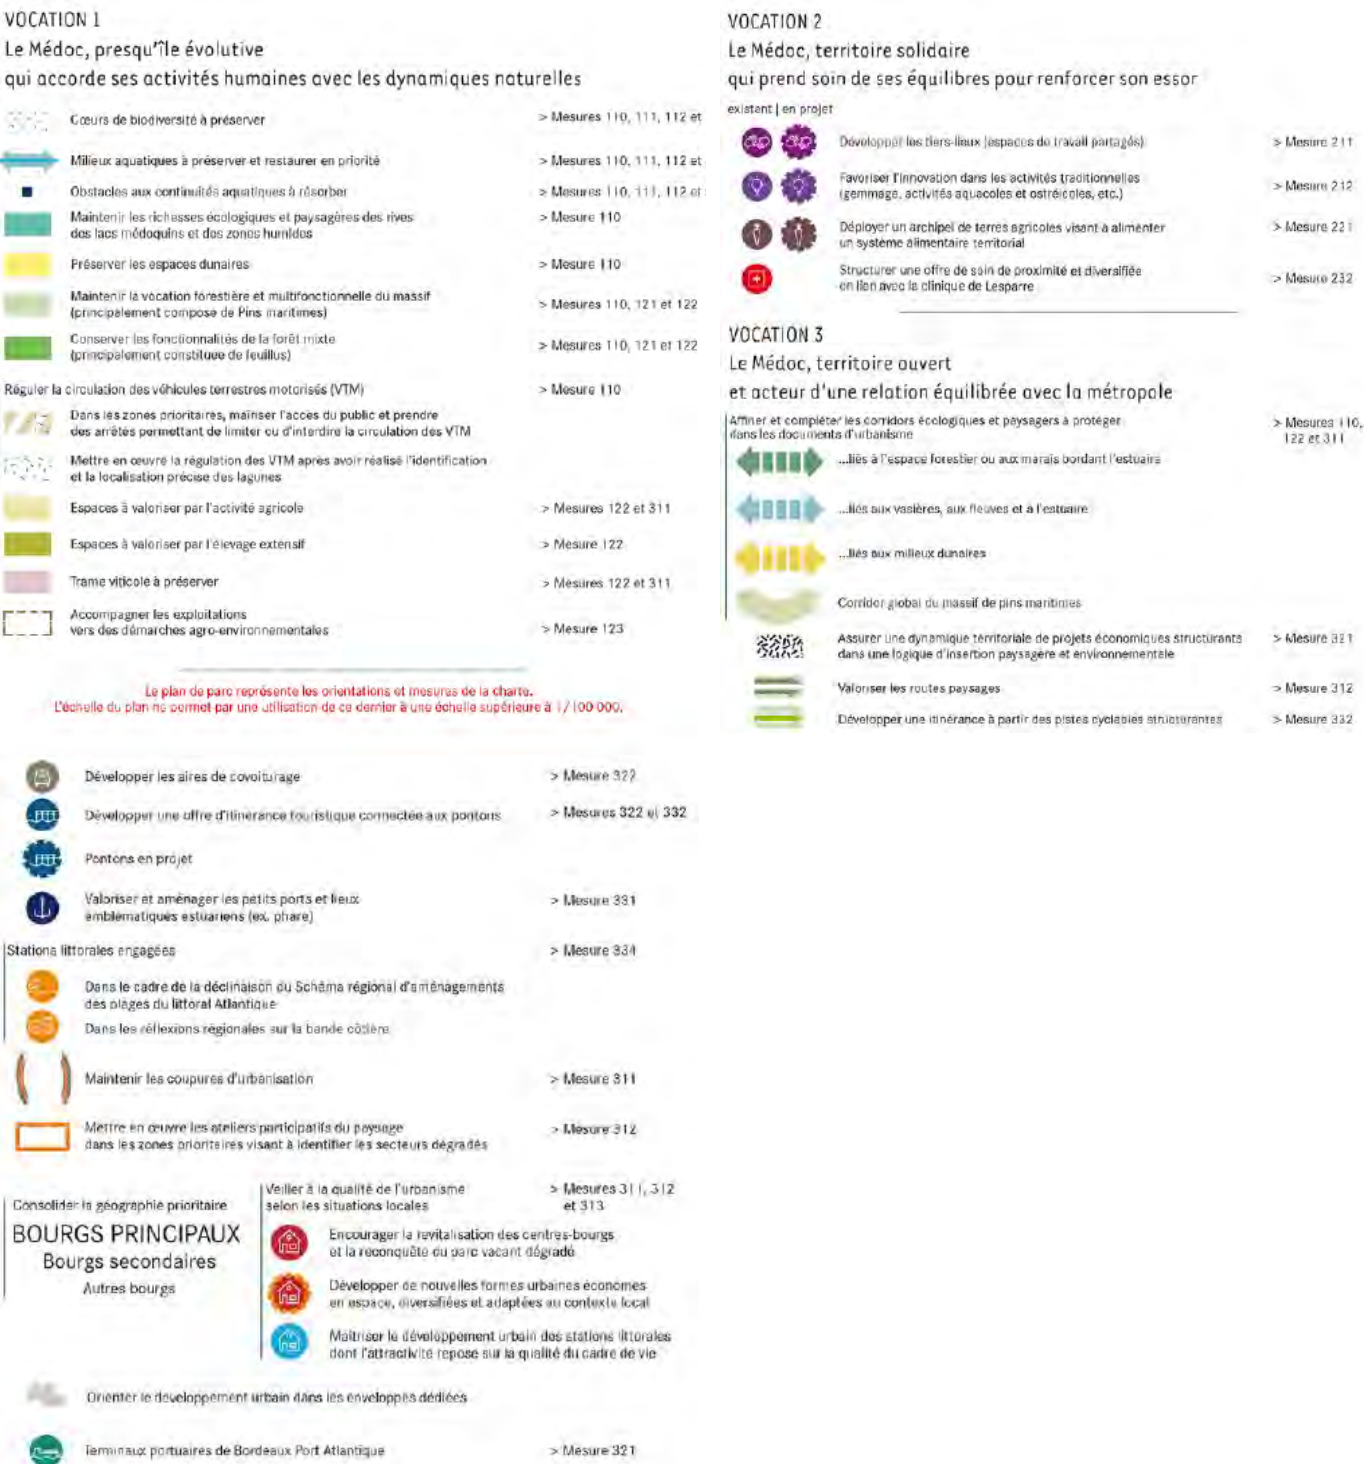 VOCATION 1
Le Médoc, presqu'île évolutive
qui accorde ses activités humaines avec les dynamiques naturelles
Cœurs de biodiversité à préserver
> Mesures 110, 111, 112 et
Milieux aquatiques à préserver et restaurer en priorité
> Mesures 110, 111, 112 et
Obstacles aux continuités aquatiques à résorber
> Mesures 110, 111, 112 et
Maintenir les richesses écologiques et paysagères des rives
des lacs médoquins et des zones humides
> Mesure 110
Préserver les espaces dunaires
> Mesure 110
Maintenir la vocation forestière et multifonctionnelle du massif
(principalement composé de Pins maritimes)
> Mesures 110, 121 et 122
Conserver les fonctionnalités de la forêt mixte
(principalement constituée de feuillus)
> Mesures 110, 121 et 122
Réguler la circulation des véhicules terrestres motorisés (VTM)
> Mesure 110
Dans les zones prioritaires, maîtriser l'accès du public et prendre
des arrêtés permettant de limiter ou d'interdire la circulation des VTM
Mettre en œuvre la régulation des VTM après avoir réalisé l'identification
et la localisation précise des lagunes
Espaces à valoriser par l'activité agricole
> Mesures 122 et 311
Espaces à valoriser par l'élevage extensif
> Mesure 122
Trame viticole à préserver
> Mesures 122 et 311
Accompagner les exploitations
vers des démarches agro-environnementales
> Mesure 123
Le plan de parc représente les orientations et mesures de la charte.
L'échelle du plan ne permet par une utilisation de ce dernier à une échelle supérieure à 1/100 000.
VOCATION 2
Le Médoc, territoire solidaire
qui prend soin de ses équilibres pour renforcer son essor
existant | en projet
Développer les tiers-lieux (espaces de travail partagés)
> Mesure 211
Favoriser l'innovation dans les activités traditionnelles
(gemmage, activités aquacoles et ostréicoles, etc.)
> Mesure 212
Déployer un archipel de terres agricoles visant à alimenter
un système alimentaire territorial
> Mesure 221
Structurer une offre de soin de proximité et diversifiée
en lien avec la clinique de Lesparre
> Mesure 232
VOCATION 3
Le Médoc, territoire ouvert
et acteur d'une relation équilibrée avec la métropole
Affiner et compléter les corridors écologiques et paysagers à protéger
dans les documents d'urbanisme
> Mesures 110,
122 et 311
...liés à l'espace forestier ou aux marais bordant l'estuaire
...liés aux vasières, aux fleuves et à l'estuaire
...liés aux milieux dunaires
Corridor global du massif de pins maritimes
Assurer une dynamique territoriale de projets économiques structurants
dans une logique d'insertion paysagère et environnementale
> Mesure 321
Valoriser les routes paysages
> Mesure 312
Développer une itinérance à partir des pistes cyclables structurantes
> Mesure 332
Développer les aires de covoiturage
> Mesure 322
Développer une offre d'itinérance touristique connectée aux pontons
> Mesures 322 et 332
Pontons en projet
Valoriser et aménager les petits ports et lieux
emblématiques estuariens (ex. phare)
> Mesure 331
Stations littorales engagées
> Mesure 334
Dans le cadre de la déclinaison du Schéma régional d'aménagements
des plages du littoral Atlantique
Dans les réflexions régionales sur la bande côtière
Maintenir les coupures d'urbanisation
> Mesure 311
Mettre en œuvre les ateliers participatifs du paysage
dans les zones prioritaires visant à identifier les secteurs dégradés
> Mesure 312
Consolider la géographie prioritaire
BOURGS PRINCIPAUX
Bourgs secondaires
Autres bourgs
Veiller à la qualité de l'urbanisme
selon les situations locales
> Mesures 311, 312
et 313
Encourager la revitalisation des centres-bourgs
et la reconquête du parc vacant dégradé
Développer de nouvelles formes urbaines économes
en espace, diversifiées et adaptées au contexte local
Maîtriser le développement urbain des stations littorales
dont l'attractivité repose sur la qualité du cadre de vie
Orienter le développement urbain dans les enveloppes dédiées
Terminaux portuaires de Bordeaux Port Atlantique
> Mesure 321